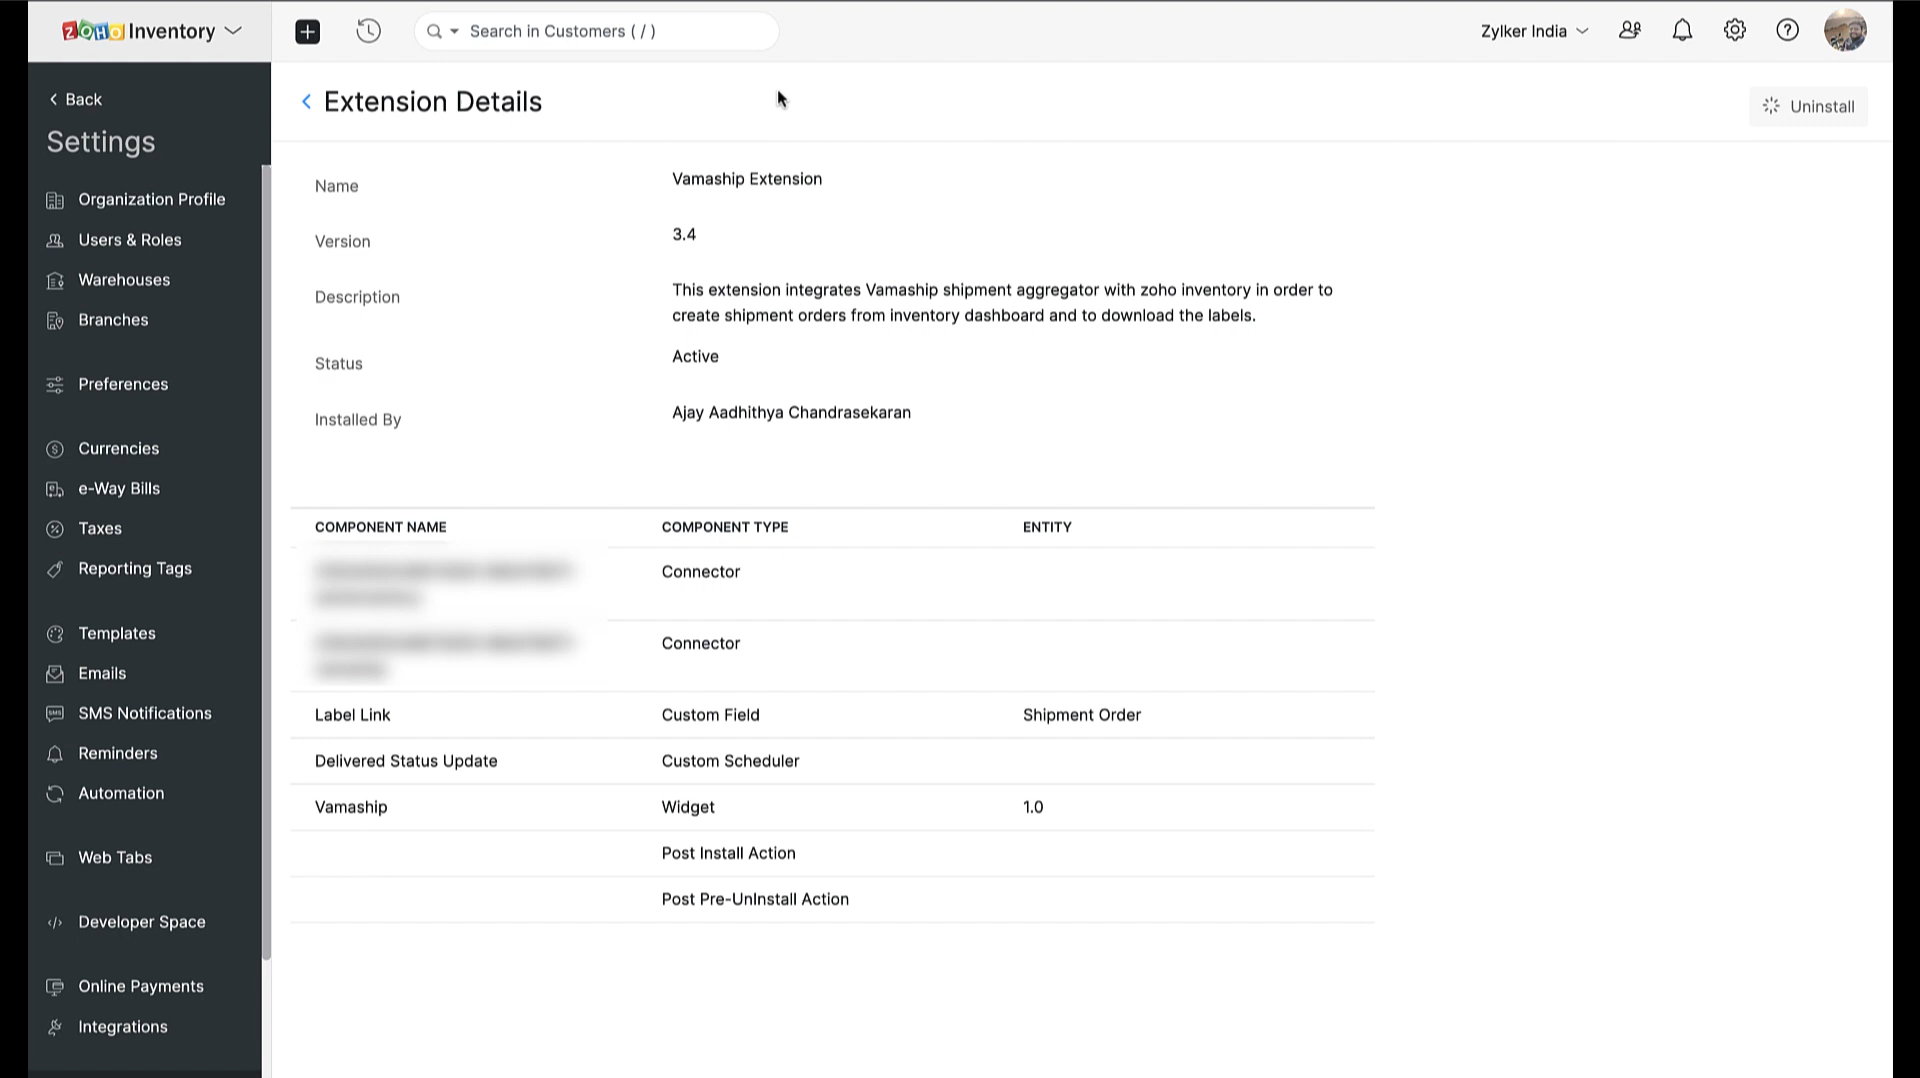 ZOHO Inventory
Search in Customers ( / )
Zylker India
Back
Settings
Organization Profile
Users & Roles
Warehouses
Branches
Preferences
Currencies
e-Way Bills
Taxes
Reporting Tags
Templates
Emails
SMS Notifications
Reminders
Automation
Web Tabs
Developer Space
Online Payments
Integrations
Extension Details
Uninstall
Name Vamaship Extension
Version 3.4
Description This extension integrates Vamaship shipment aggregator with zoho inventory in order to
create shipment orders from inventory dashboard and to download the labels.
Status Active
Installed By Ajay Aadhithya Chandrasekaran
COMPONENT NAME COMPONENT TYPE ENTITY
Connector
Connector
Label Link Custom Field Shipment Order
Delivered Status Update Custom Scheduler
Vamaship Widget 1.0
Post Install Action
Post Pre-UnInstall Action